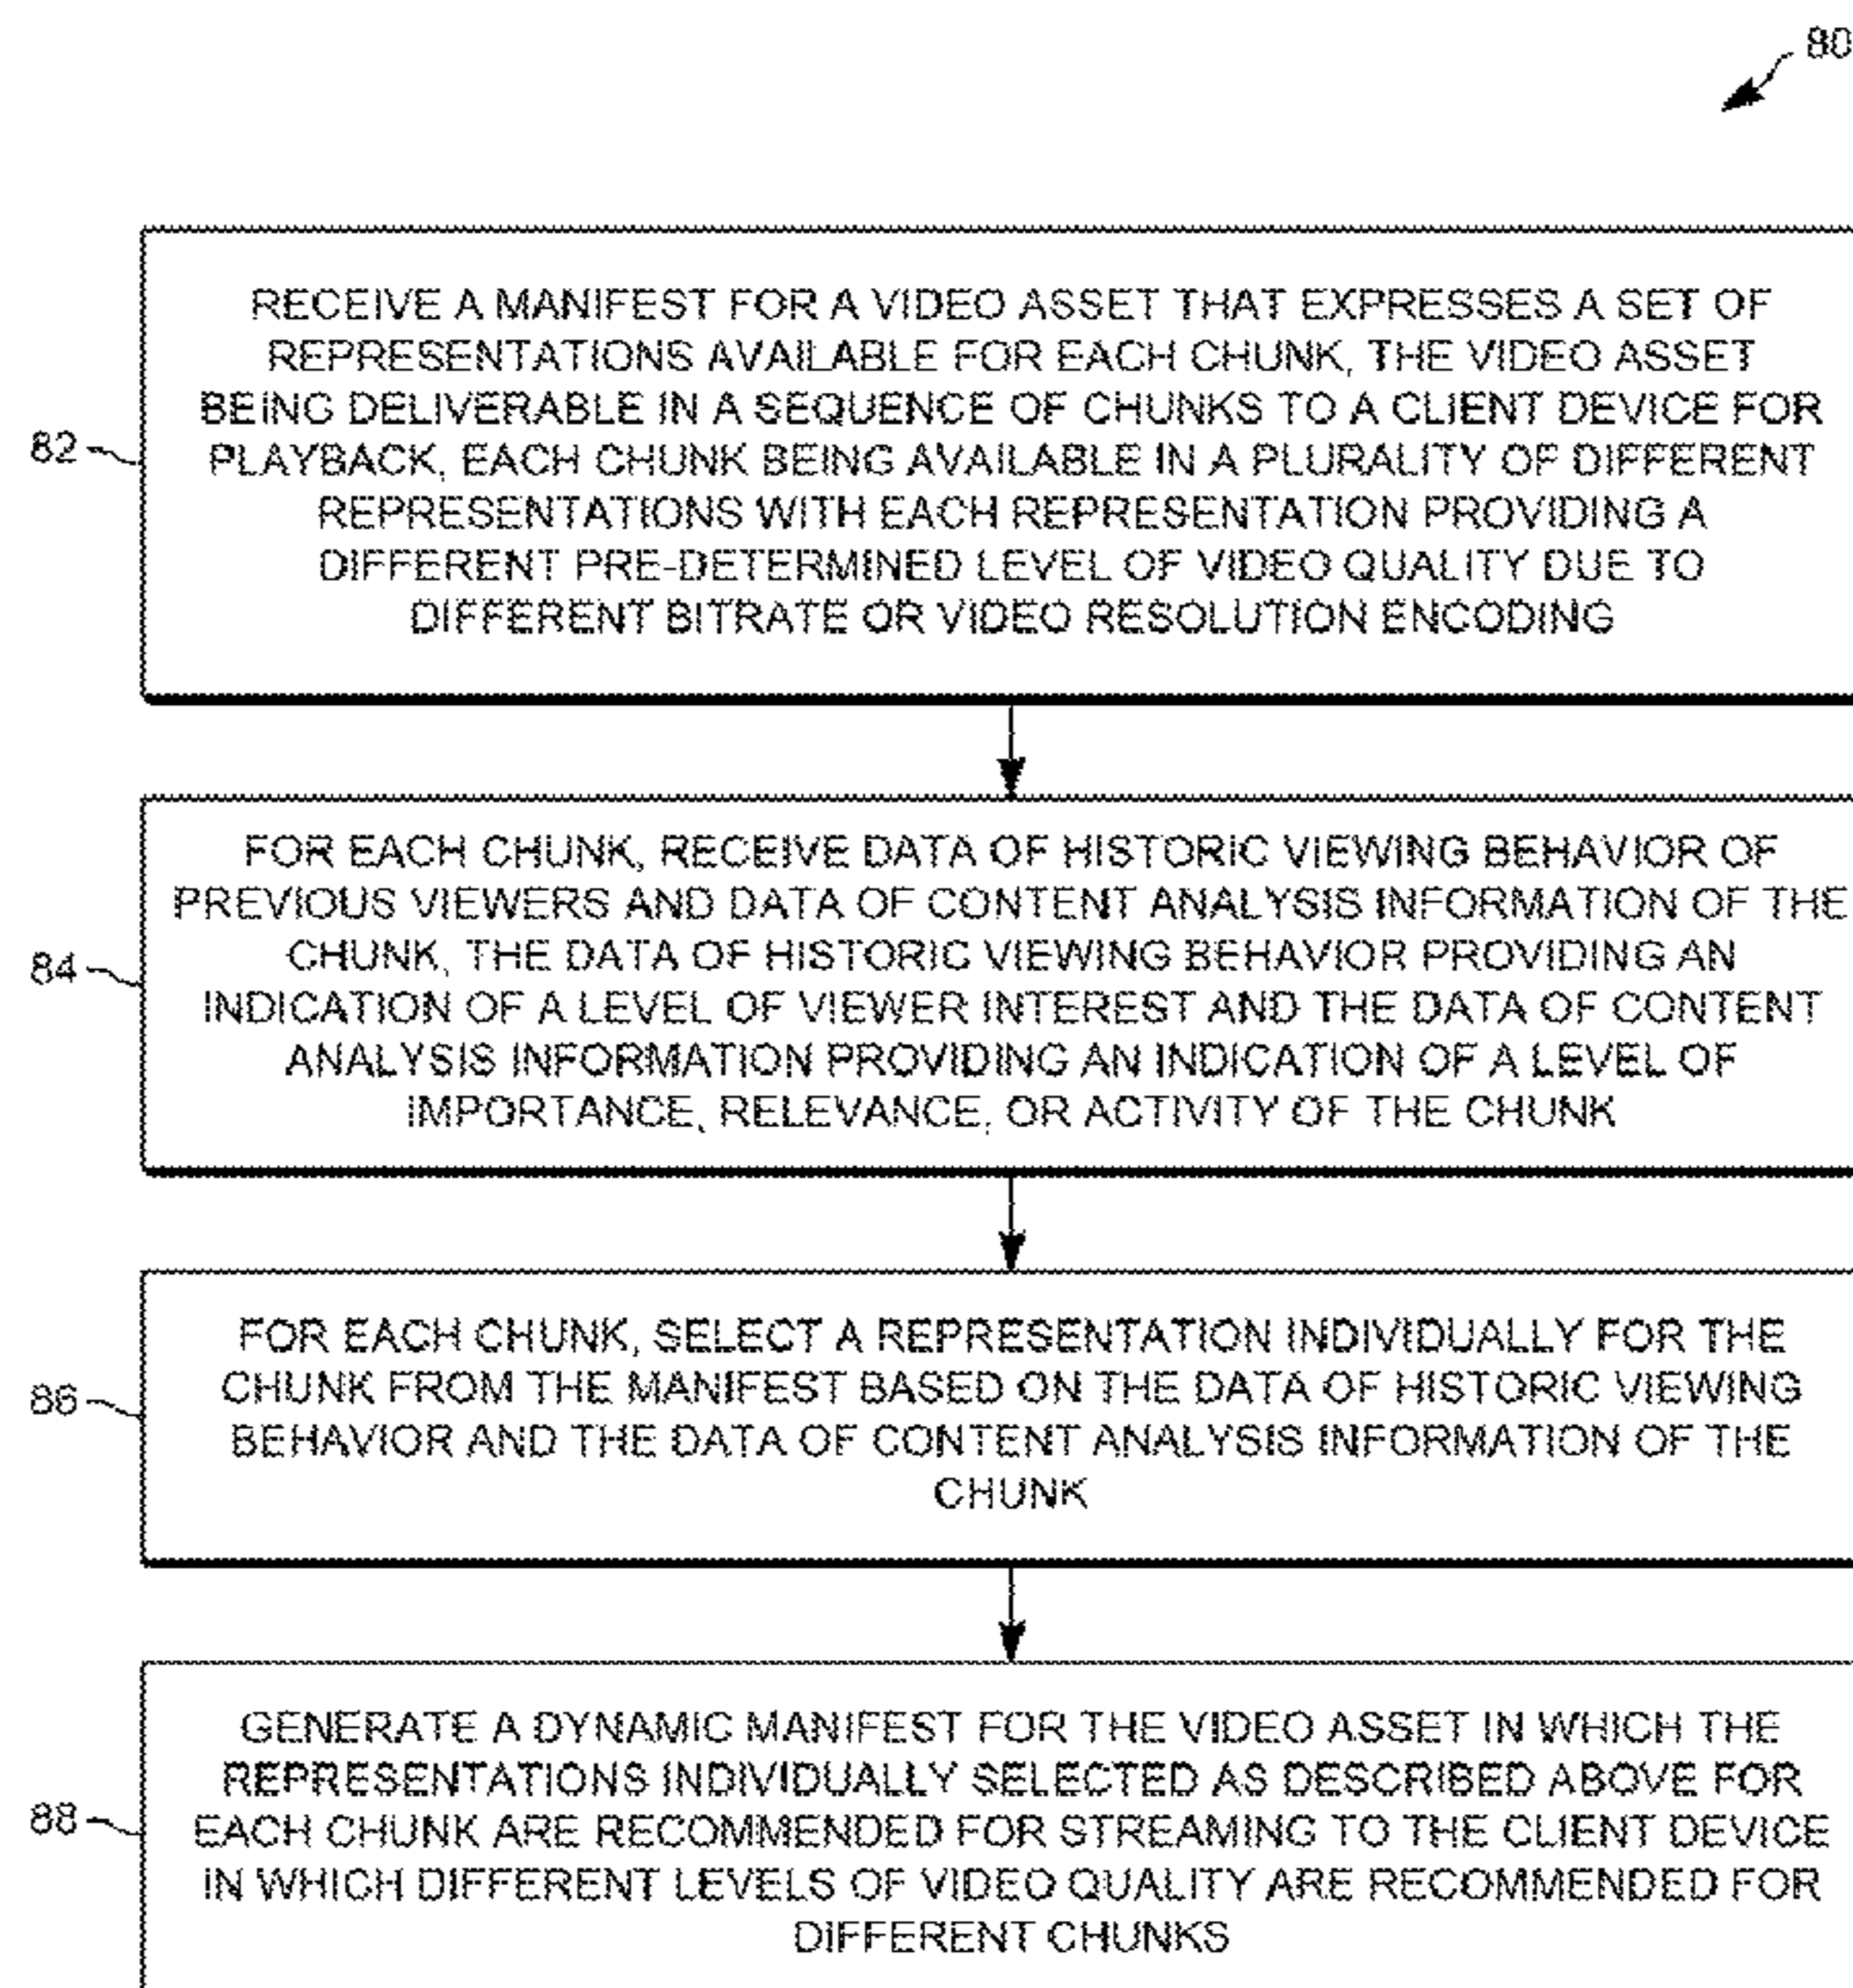 80
RECEIVE A MANIFEST FOR A VIDEO ASSET THAT EXPRESSES A SET OF
REPRESENTATIONS AVAILABLE FOR EACH CHUNK, THE VIDEO ASSET
BEING DELIVERABLE IN A SEQUENCE OF CHUNKS TO A CLIENT DEVICE FOR
82
PLAYBACK, EACH CHUNK BEING AVAILABLE IN A PLURALITY OF DIFFERENT
REPRESENTATIONS WITH EACH REPRESENTATION PROVIDING A
DIFFERENT PRE-DETERMINED LEVEL OF VIDEO QUALITY DUE TO
DIFFERENT BITRATE OR VIDEO RESOLUTION ENCODING
FOR EACH CHUNK, RECEIVE DATA OF HISTORIC VIEWING BEHAVIOR OF
PREVIOUS VIEWERS AND DATA OF CONTENT ANALYSIS INFORMATION OF THE
84
CHUNK, THE DATA OF HISTORIC VIEWING BEHAVIOR PROVIDING AN
INDICATION OF A LEVEL OF VIEWER INTEREST AND THE DATA OF CONTENT
ANALYSIS INFORMATION PROVIDING AN INDICATION OF A LEVEL OF
IMPORTANCE, RELEVANCE, OR ACTIVITY OF THE CHUNK
FOR EACH CHUNK, SELECT A REPRESENTATION INDIVIDUALLY FOR THE
86
CHUNK FROM THE MANIFEST BASED ON THE DATA OF HISTORIC VIEWING
BEHAVIOR AND THE DATA OF CONTENT ANALYSIS INFORMATION OF THE
CHUNK
GENERATE A DYNAMIC MANIFEST FOR THE VIDEO ASSET IN WHICH THE
REPRESENTATIONS INDIVIDUALLY SELECTED AS DESCRIBED ABOVE FOR
88
EACH CHUNK ARE RECOMMENDED FOR STREAMING TO THE CLIENT DEVICE
IN WHICH DIFFERENT LEVELS OF VIDEO QUALITY ARE RECOMMENDED FOR
DIFFERENT CHUNKS